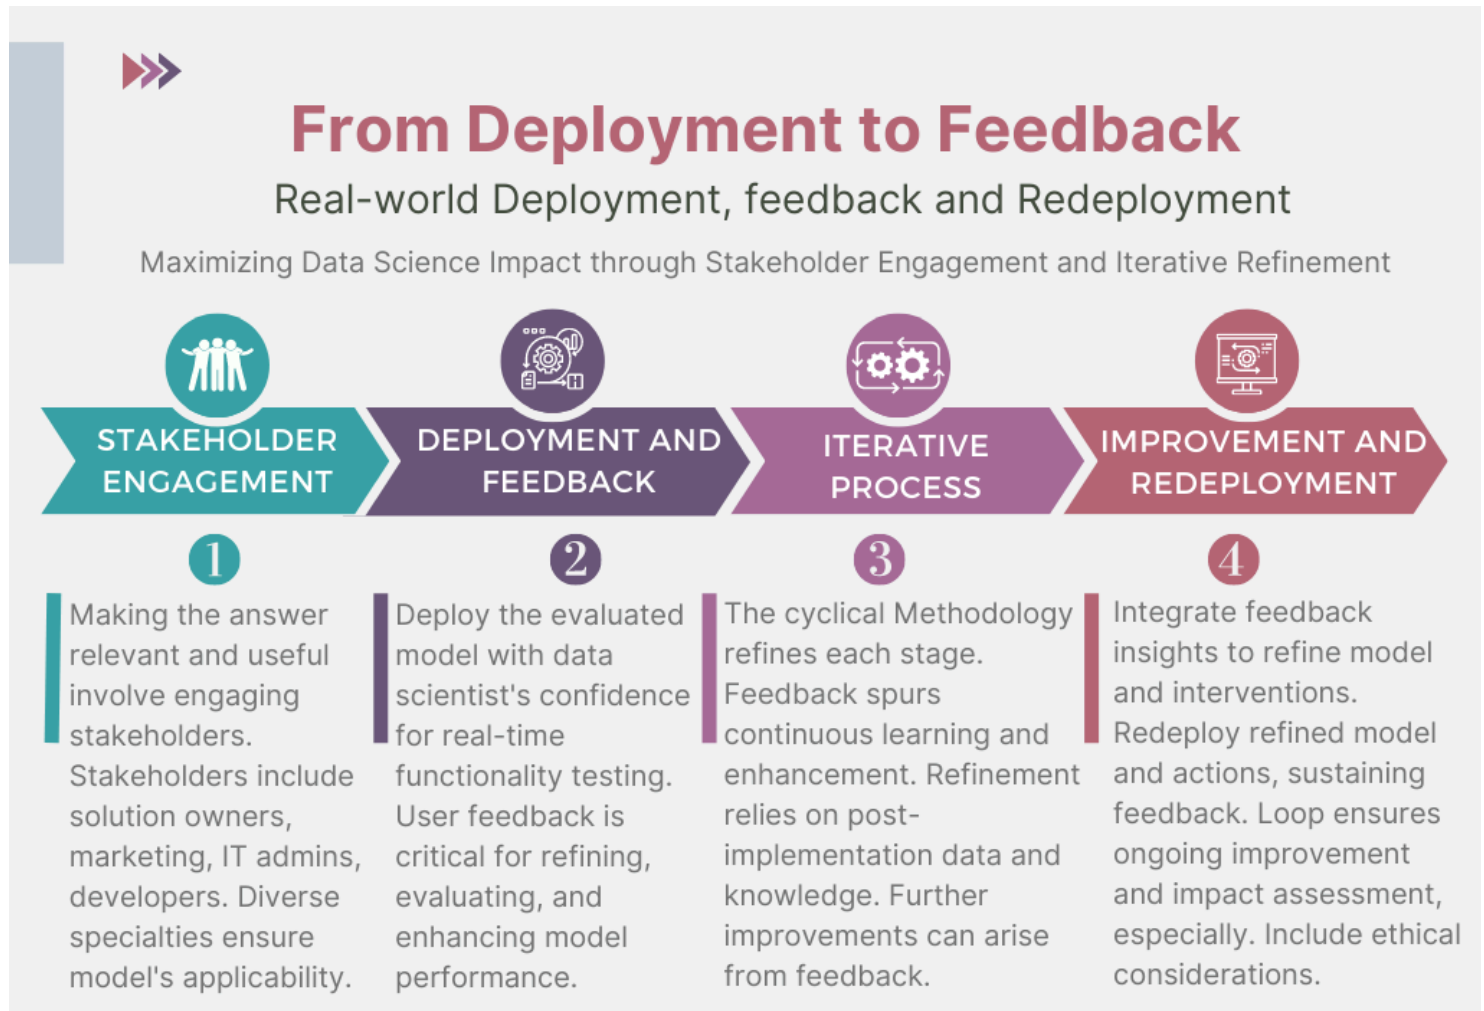 From Deployment to Feedback
Real-world Deployment, feedback and Redeployment
Maximizing Data Science Impact through Stakeholder Engagement and Iterative Refinement
STAKEHOLDER
ENGAGEMENT
1
Making the answer
relevant and useful
involve engaging
stakeholders.
Stakeholders include
solution owners,
marketing, IT admins,
developers. Diverse
specialties ensure
model's applicability.
DEPLOYMENT AND
FEEDBACK
2
Deploy the evaluated
model with data
scientist's confidence
for real-time
functionality testing.
User feedback is
critical for refining,
evaluating, and
enhancing model
performance.
ITERATIVE
PROCESS
3
The cyclical Methodology
refines each stage.
Feedback spurs
continuous learning and
enhancement. Refinement
relies on post-
implementation data and
knowledge. Further
improvements can arise
from feedback.
IMPROVEMENT AND
REDEPLOYMENT
4
Integrate feedback
insights to refine model
and interventions.
Redeploy refined model
and actions, sustaining
feedback. Loop ensures
ongoing improvement
and impact assessment,
especially. Include ethical
considerations.